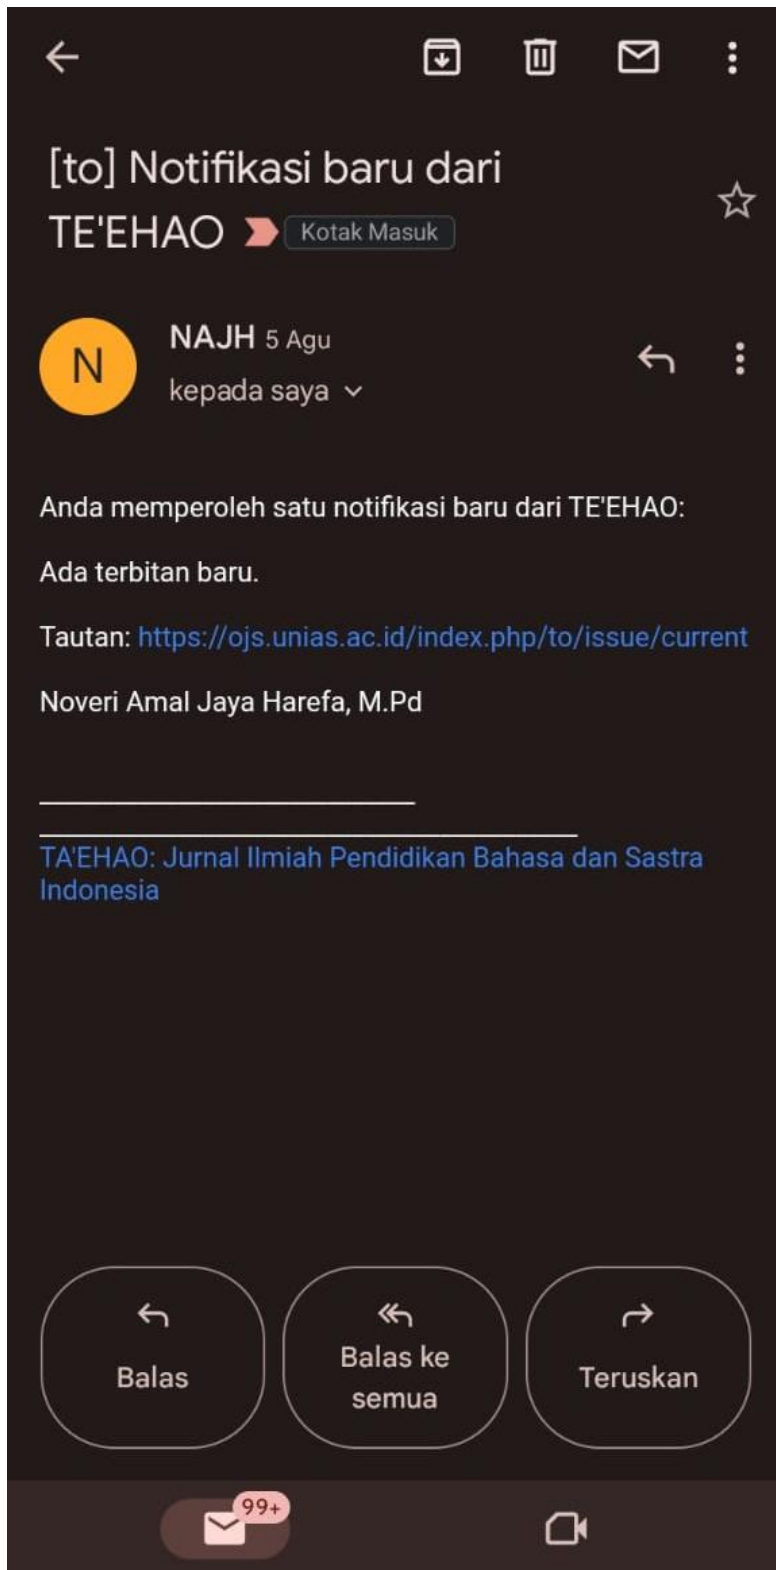 [to] Notifikasi baru dari
TE'EHAO Kotak Masuk
N
NAJH 5 Agu
kepada saya
Anda memperoleh satu notifikasi baru dari TE'EHAO:
Ada terbitan baru.
Tautan: https://ojs.unias.ac.id/index.php/to/issue/current
Noveri Amal Jaya Harefa, M.Pd
TA'EHAO: Jurnal Ilmiah Pendidikan Bahasa dan Sastra
Indonesia
Balas
Balas ke
semua
Teruskan
99+